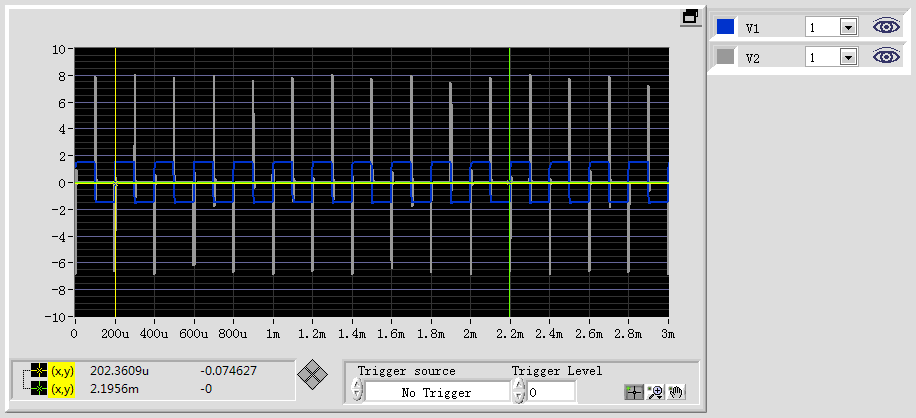 V1 1
V2 1
10
8
6
4
2
0
-2
-4
-6
-8
-10
0 200u 400u 600u 800u 1m 1.2m 1.4m 1.6m 1.8m 2m 2.2m 2.4m 2.6m 2.8m 3m
(x,y) 202.3609u -0.074627
(x,y) 2.1956m -0
Trigger source Trigger Level
No Trigger 0